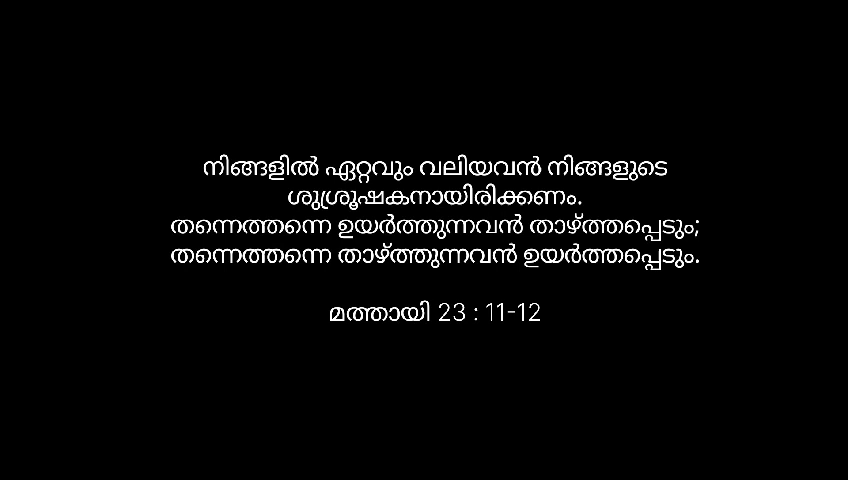 നിങ്ങളിൽ ഏറ്റവും വലിയവൻ നിങ്ങളുടെ
ശുശ്രൂഷകനായിരിക്കണം.
തന്നെത്തന്നെ ഉയർത്തുന്നവൻ താഴ്ത്തപ്പെടും;
തന്നെത്തന്നെ താഴ്ത്തുന്നവൻ ഉയർത്തപ്പെടും.
മത്തായി 23 : 11-12